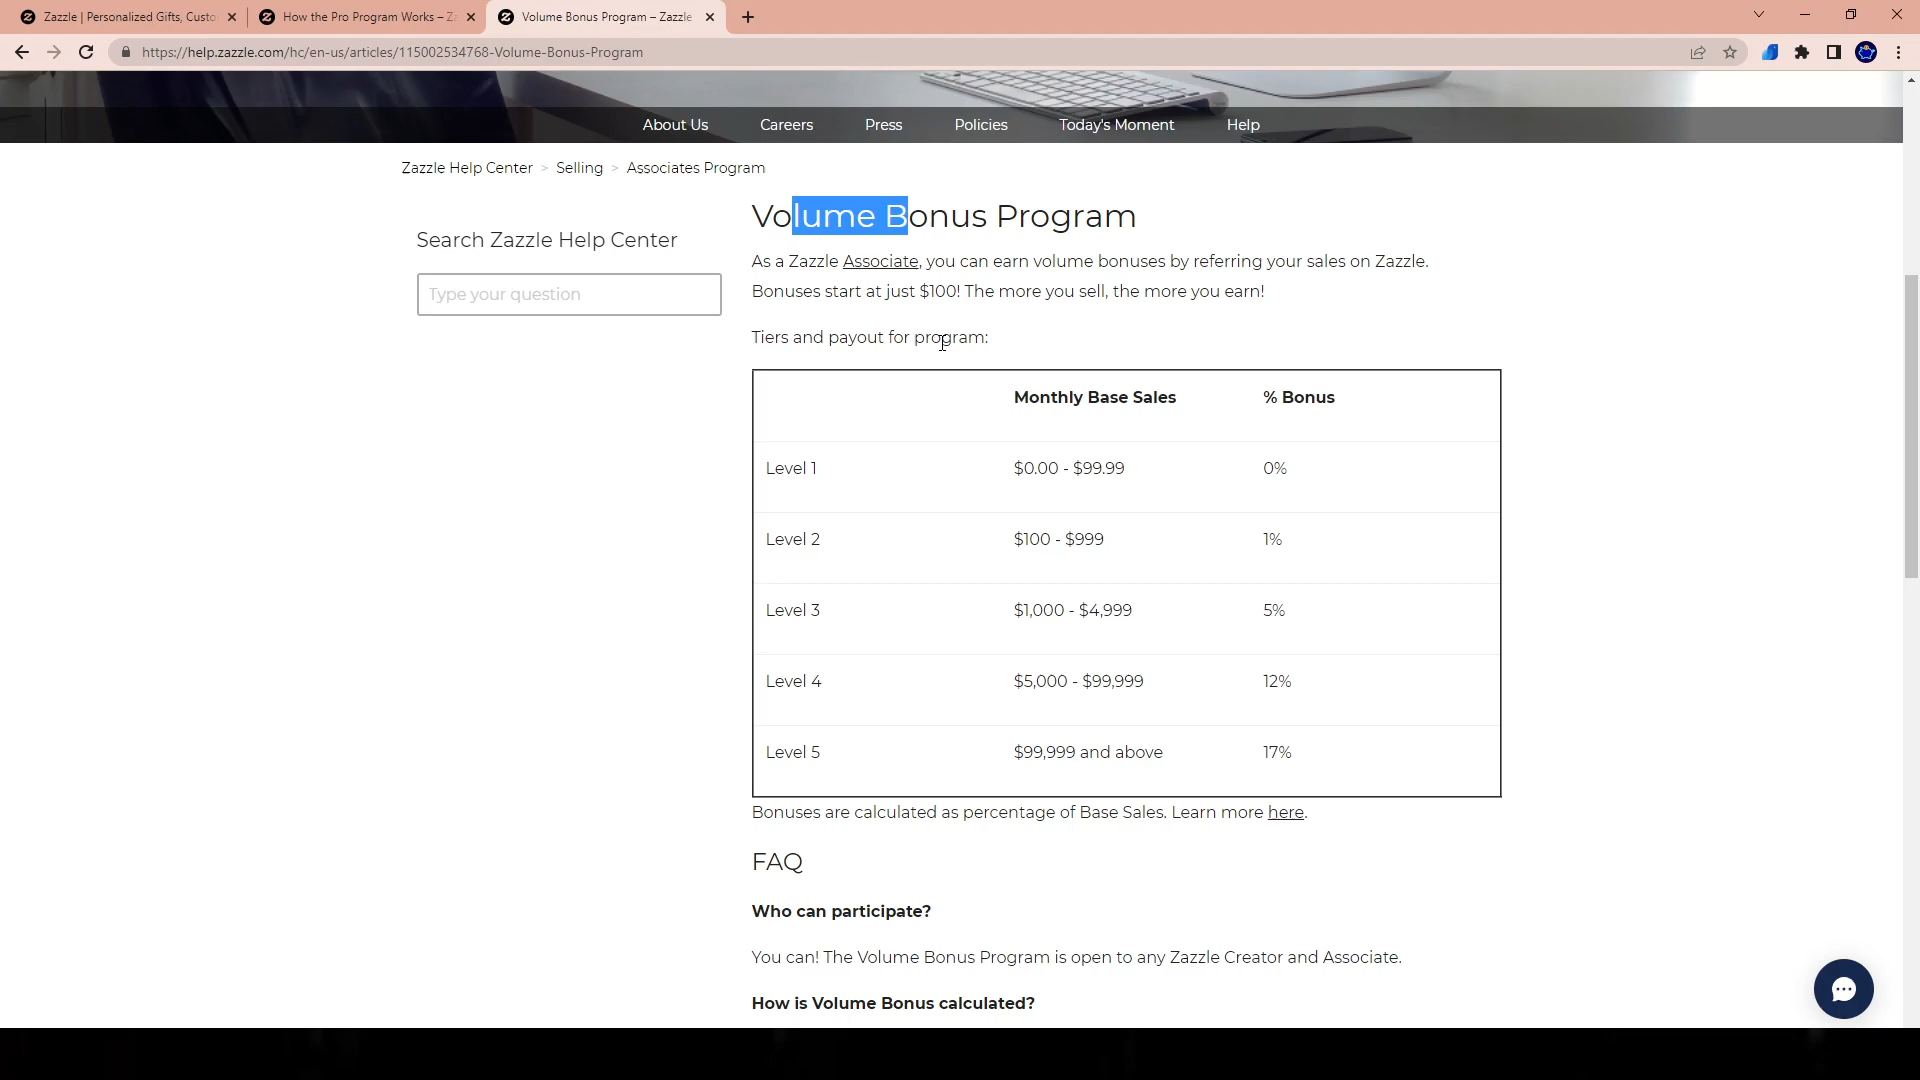 Zazzle | Personalized Gifts, Custo
How the Pro Program Works – Za
Volume Bonus Program – Zazzle
https://help.zazzle.com/hc/en-us/articles/115002534768-Volume-Bonus-Program
About Us Careers Press Policies Today's Moment Help
Zazzle Help Center > Selling > Associates Program
Volume Bonus Program
Search Zazzle Help Center
Type your question
As a Zazzle Associate, you can earn volume bonuses by referring your sales on Zazzle.
Bonuses start at just $100! The more you sell, the more you earn!
Tiers and payout for program:
Monthly Base Sales % Bonus
Level 1 $0.00 - $99.99 0%
Level 2 $100 - $999 1%
Level 3 $1,000 - $4,999 5%
Level 4 $5,000 - $99,999 12%
Level 5 $99,999 and above 17%
Bonuses are calculated as percentage of Base Sales. Learn more here.
FAQ
Who can participate?
You can! The Volume Bonus Program is open to any Zazzle Creator and Associate.
How is Volume Bonus calculated?